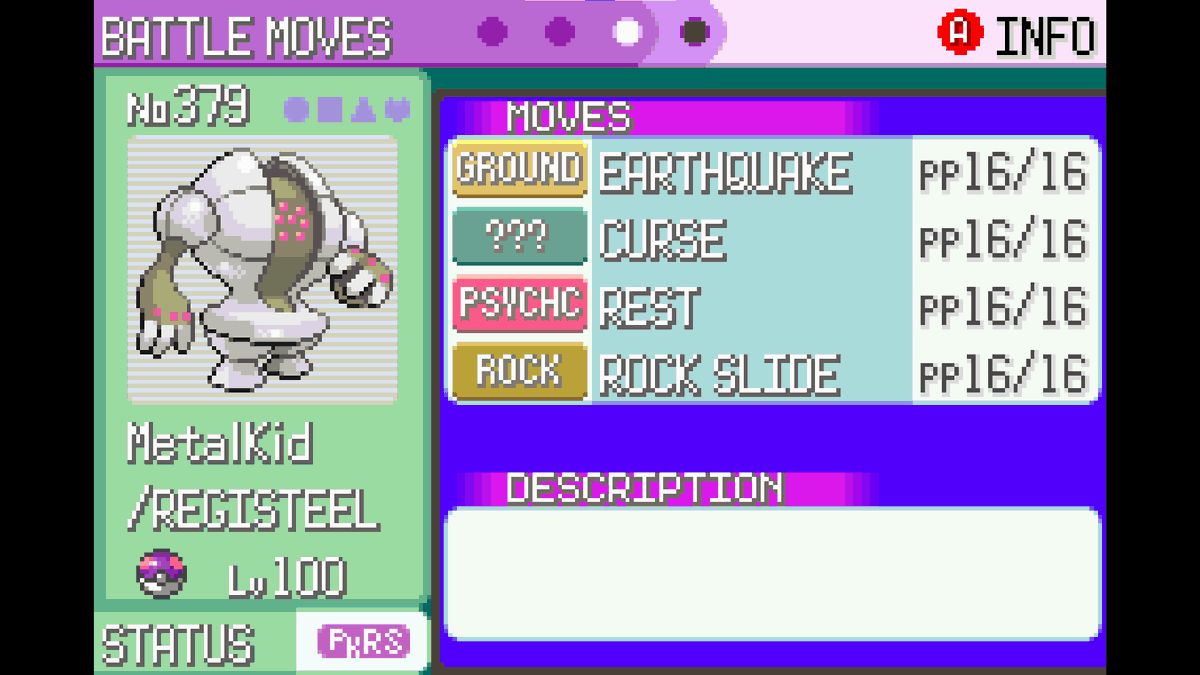 BATTLE MOVES
A INFO
No379
MOVES
GROUND EARTHQUAKE PP16/16
??? CURSE PP16/16
PSYCHC REST PP16/16
ROCK ROCK SLIDE PP16/16
MetalKid
/REGISTEEL
Lv100
DESCRIPTION
STATUS PKRS